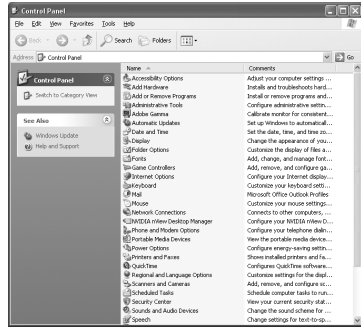 Control Panel
File Edit View Favorites Tools Help
Back Search Folders
Address Control Panel Go
Name Comments
Control Panel
Switch to Category View
See Also
Windows Update
Help and Support
Accessibility Options Adjust your computer settings ...
Add Hardware Installs and troubleshoots hard...
Add or Remove Programs Install or remove programs and...
Administrative Tools Configure administrative settin...
Adobe Gamma Calibrate monitor for consistent...
Automatic Updates Set up Windows to automaticall...
Date and Time Set the date, time, and time zo...
Display Change the appearance of you...
Folder Options Customize the display of files a...
Fonts Add, change, and manage font...
Game Controllers Add, remove, and configure ga...
Internet Options Configure your Internet display...
Keyboard Customize your keyboard setti...
Mail Microsoft Office Outlook Profiles
Mouse Customize your mouse settings...
Network Connections Connects to other computers, ...
NVIDIA nView Desktop Manager Configure your NVIDIA nView D...
Phone and Modem Options Configure your telephone dialin...
Portable Media Devices View the portable media device...
Power Options Configure energy-saving settin...
Printers and Faxes Shows installed printers and fa...
QuickTime Configures QuickTime software...
Regional and Language Options Customize settings for the displ...
Scanners and Cameras Add, remove, and configure sc...
Scheduled Tasks Schedule computer tasks to run...
Security Center View your current security stat...
Sounds and Audio Devices Change the sound scheme for ...
Speech Change settings for text-to-sp...